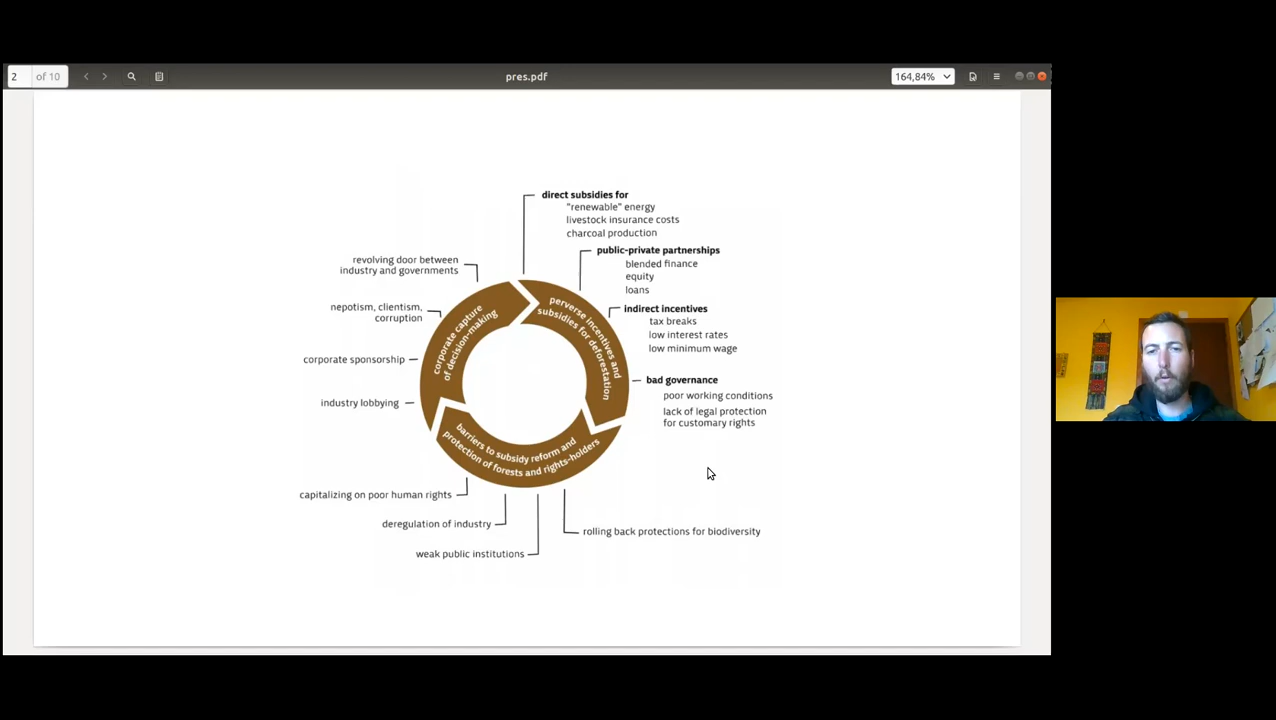 2 of 10
pres.pdf
164,84%
direct subsidies for
"renewable" energy
livestock insurance costs
charcoal production
public-private partnerships
blended finance
equity
loans
indirect incentives
tax breaks
low interest rates
low minimum wage
bad governance
poor working conditions
lack of legal protection
for customary rights
perverse incentives and
subsidies for deforestation
rolling back protections for biodiversity
weak public institutions
deregulation of industry
capitalizing on poor human rights
barriers to subsidy reform and
protection of forests and rights-holders
industry lobbying
corporate sponsorship
nepotism, clientism,
corruption
revolving door between
industry and governments
corporate capture
of decision-making